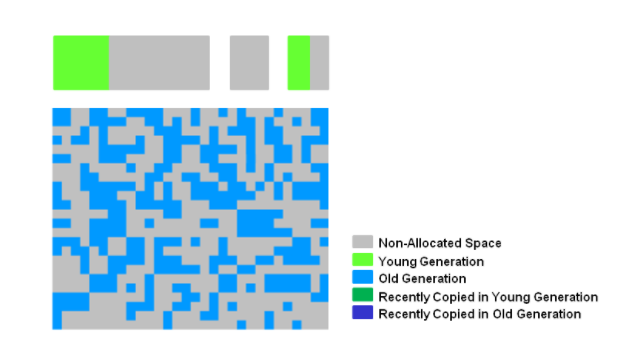 Non-Allocated Space
Young Generation
Old Generation
Recently Copied in Young Generation
Recently Copied in Old Generation